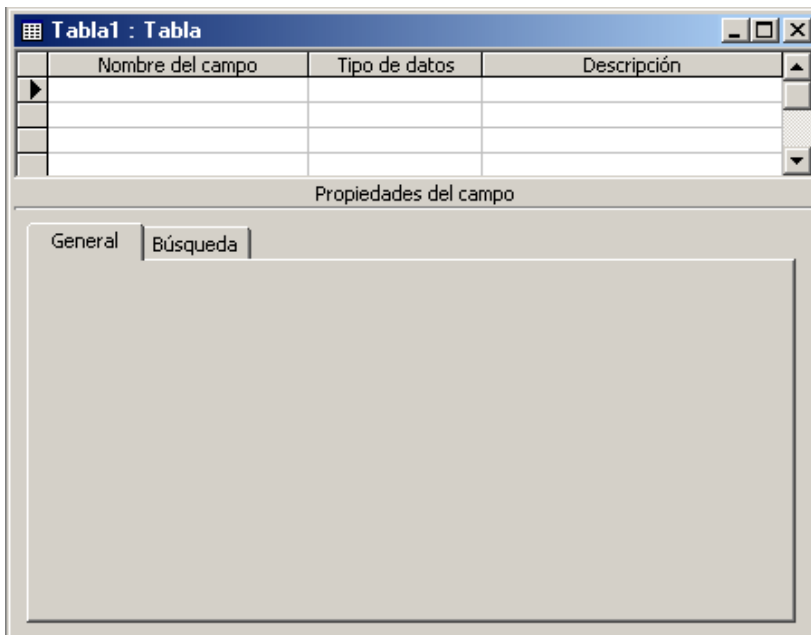 Tabla1 : Tabla
Nombre del campo Tipo de datos Descripción
Propiedades del campo
General Búsqueda